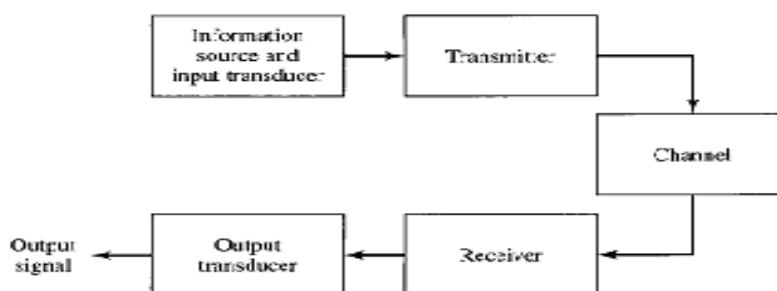 Information
source and
input transducer
Transmitter
Channel
Receiver
Output
transducer
Output
signal